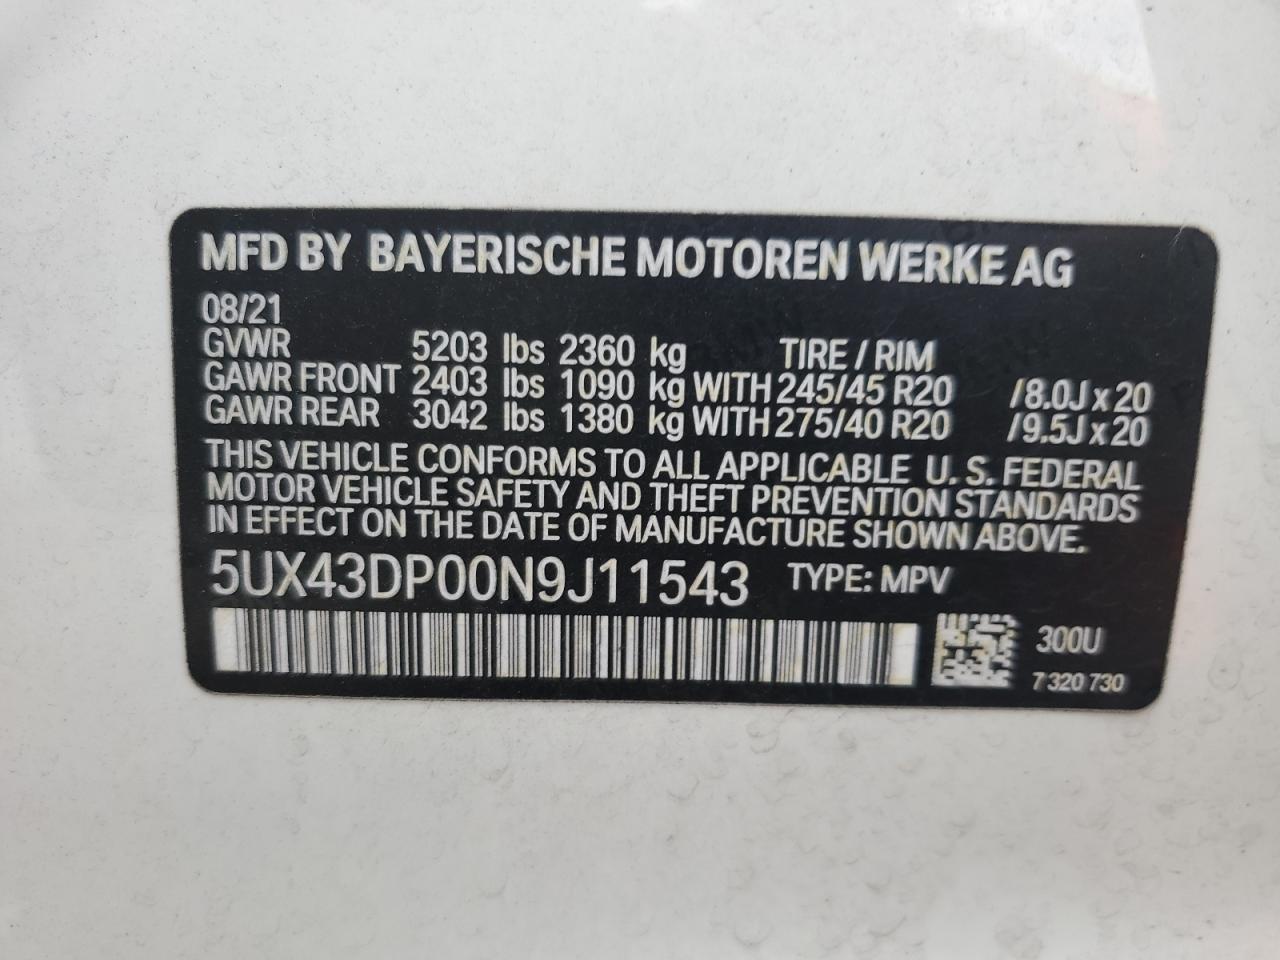 MFD BY BAYERISCHE MOTOREN WERKE AG
08/21
GVWR 5203 lbs 2360 kg TIRE / RIM
GAWR FRONT 2403 lbs 1090 kg WITH 245/45 R20 /8.0J x 20
GAWR REAR 3042 lbs 1380 kg WITH 275/40 R20 /9.5J x 20
THIS VEHICLE CONFORMS TO ALL APPLICABLE U. S. FEDERAL
MOTOR VEHICLE SAFETY AND THEFT PREVENTION STANDARDS
IN EFFECT ON THE DATE OF MANUFACTURE SHOWN ABOVE.
5UX43DP00N9J11543 TYPE: MPV
300U
7 320 730